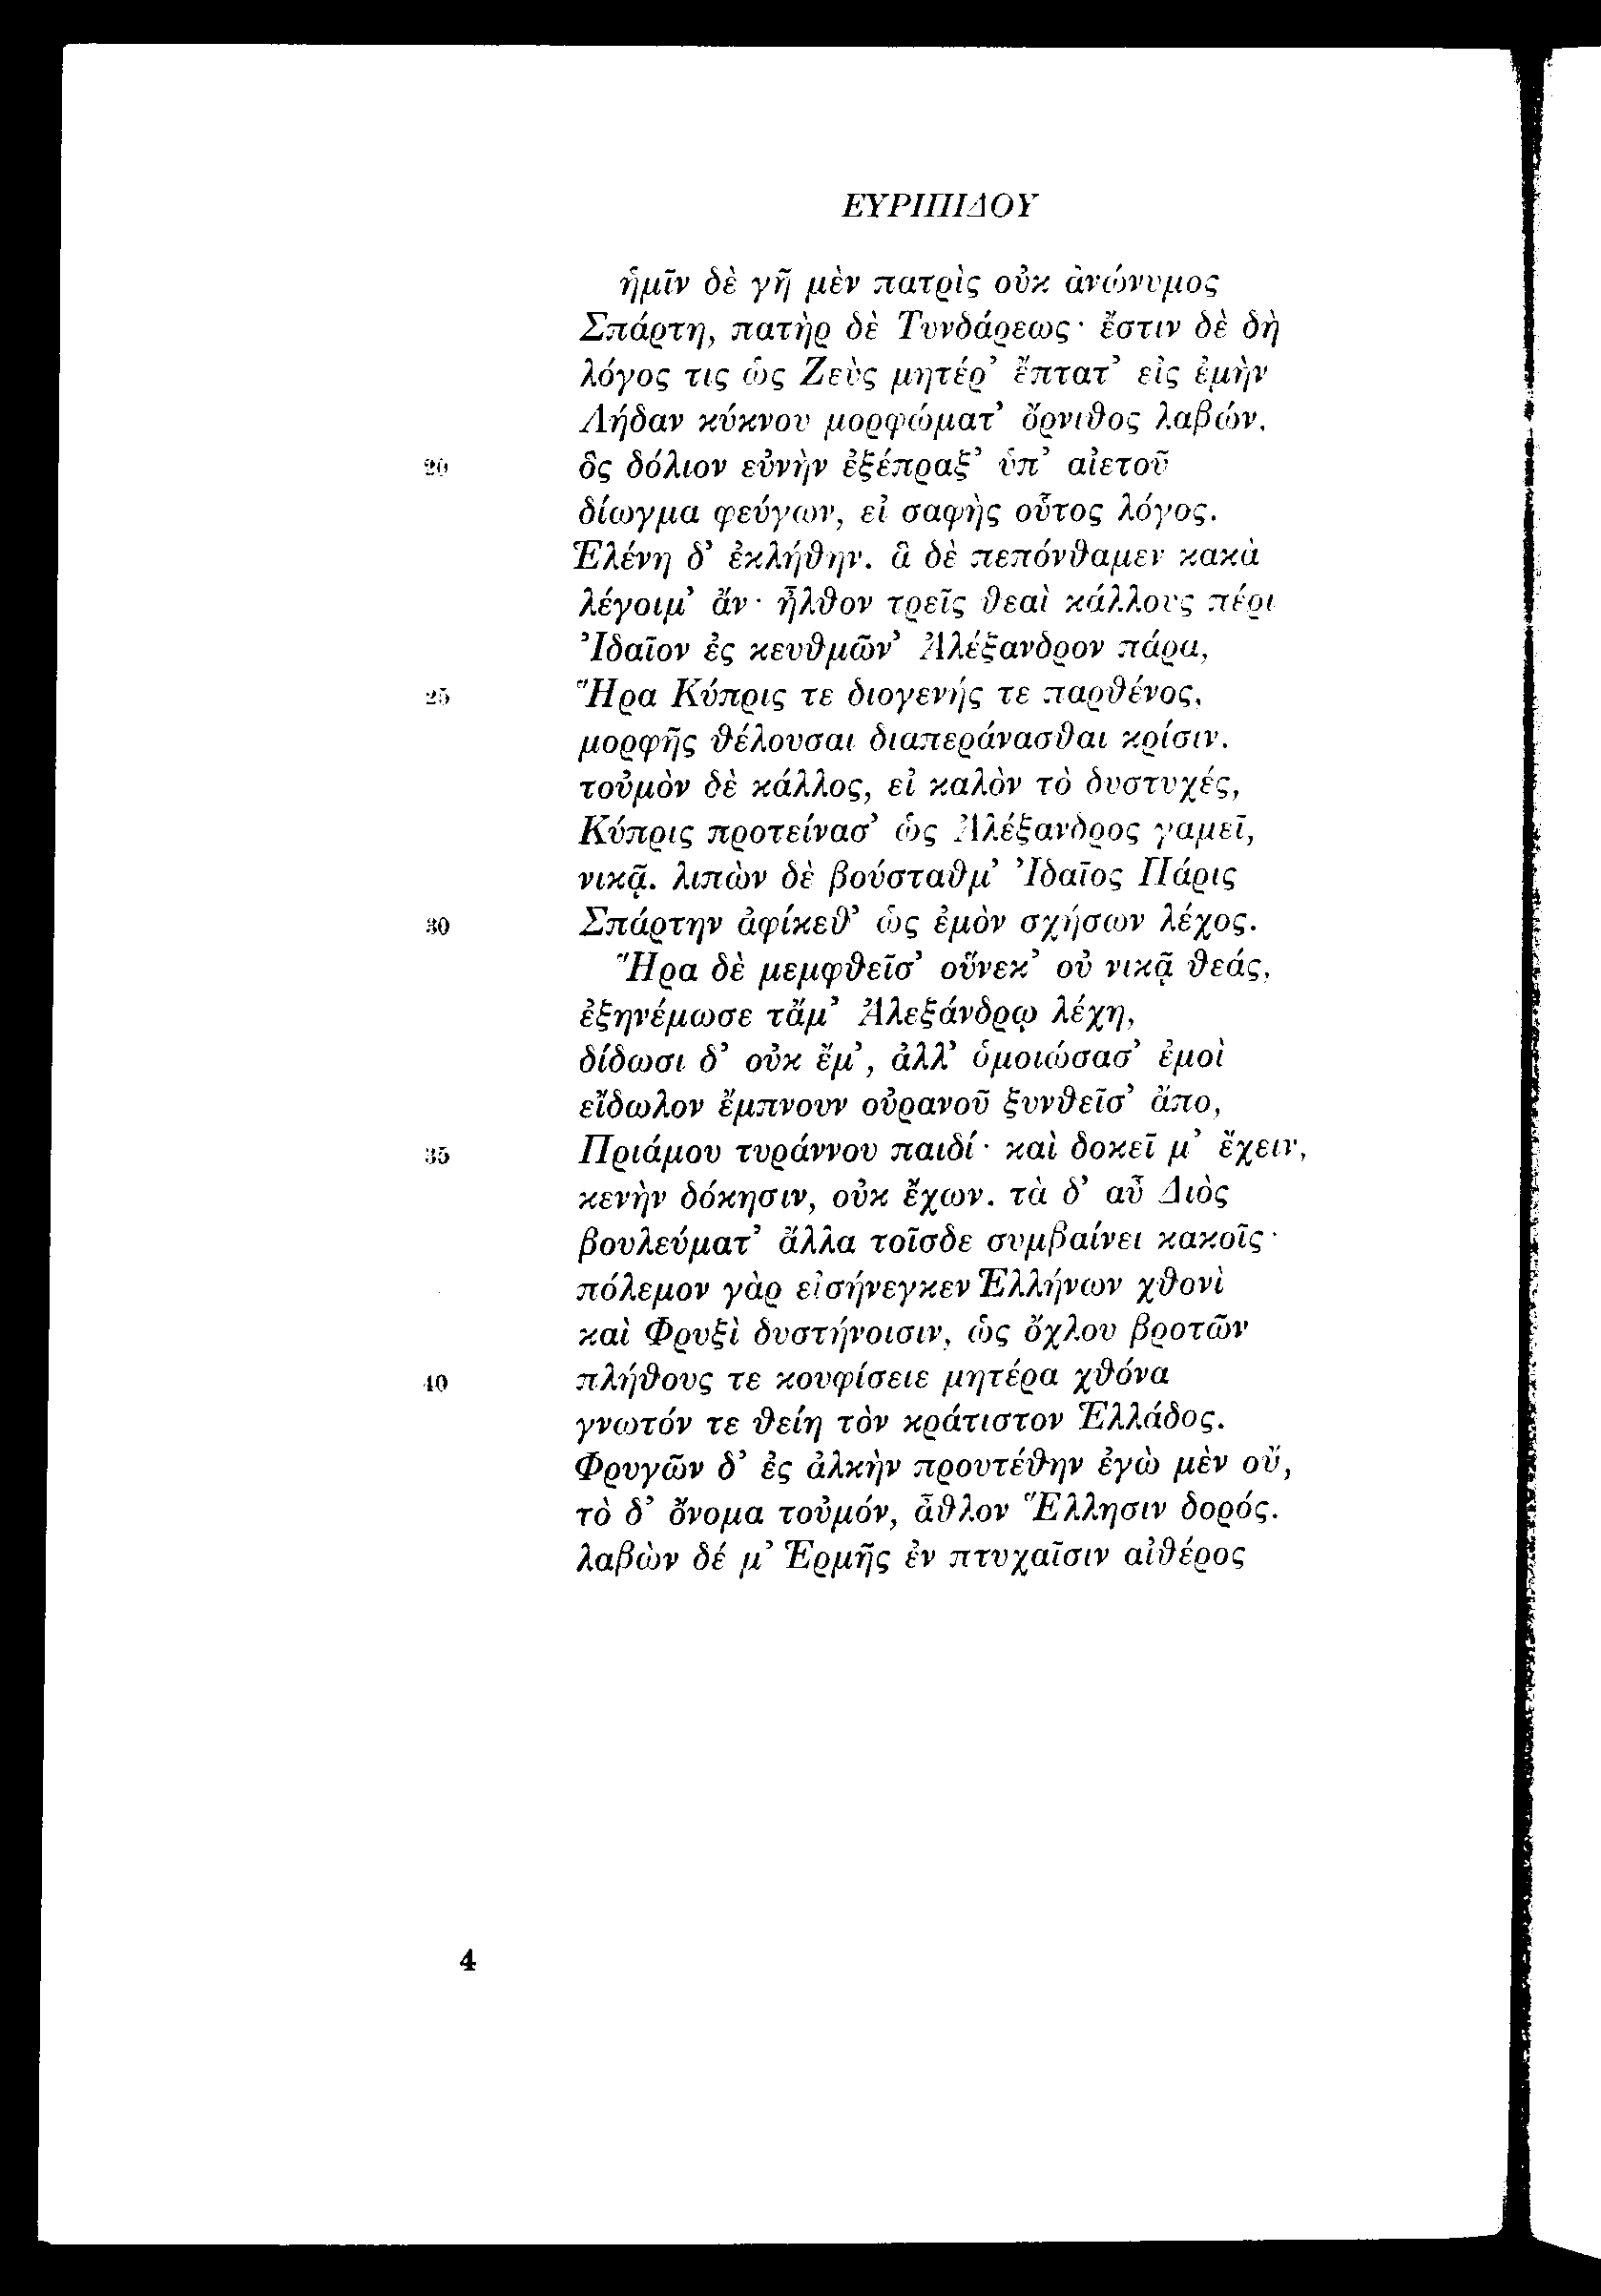 ΕΥΡΙΠΙΔΟΥ
ἡμῖν δὲ γῆ μὲν πατρὶς οὐκ ἀνώνυμος
Σπάρτη, πατὴρ δὲ Τυνδάρεως· ἔστιν δὲ δὴ
λόγος τις ὡς Ζεὺς μητέρ’ ἔπτατ’ εἰς ἐμὴν
Λήδαν κύκνου μορφώματ’ ὄρνιθος λαβών,
20 ὃς δόλιον εὐνὴν ἐξέπραξ’ ὑπ’ αἰετοῦ
δίωγμα φεύγων, εἰ σαφὴς οὗτος λόγος.
Ἑλένη δ’ ἐκλήθην. ἃ δὲ πεπόνθαμεν κακὰ
λέγοιμ’ ἄν· ἦλθον τρεῖς θεαὶ κάλλους πέρι
Ἰδαῖον ἐς κευθμῶν’ Ἀλέξανδρον πάρα,
25 Ἥρα Κύπρις τε διογενής τε παρθένος,
μορφῆς θέλουσαι διαπεράνασθαι κρίσιν.
τοὐμὸν δὲ κάλλος, εἰ καλὸν τὸ δυστυχές,
Κύπρις προτείνασ’ ὡς Ἀλέξανδρος γαμεῖ,
νικᾷ. λιπὼν δὲ βούσταθμ’ Ἰδαῖος Πάρις
30 Σπάρτην ἀφίκεθ’ ὡς ἐμὸν σχήσων λέχος.
Ἥρα δὲ μεμφθεῖσ’ οὕνεκ’ οὐ νικᾷ θεάς,
ἐξηνέμωσε τἄμ’ Ἀλεξάνδρῳ λέχη,
δίδωσι δ’ οὐκ ἔμ’, ἀλλ’ ὁμοιώσασ’ ἐμοὶ
εἴδωλον ἔμπνουν οὐρανοῦ ξυνθεῖσ’ ἄπο,
35 Πριάμου τυράννου παιδί· καὶ δοκεῖ μ’ ἔχειν,
κενὴν δόκησιν, οὐκ ἔχων. τὰ δ’ αὖ Διὸς
βουλεύματ’ ἄλλα τοῖσδε συμβαίνει κακοῖς·
πόλεμον γὰρ εἰσήνεγκεν Ἑλλήνων χθονὶ
καὶ Φρυξὶ δυστήνοισιν, ὡς ὄχλου βροτῶν
40 πλήθους τε κουφίσειε μητέρα χθόνα
γνωτόν τε θείη τὸν κράτιστον Ἑλλάδος.
Φρυγῶν δ’ ἐς ἀλκὴν προυτέθην ἐγὼ μὲν οὔ,
τὸ δ’ ὄνομα τοὐμόν, ἆθλον Ἕλλησιν δορός.
λαβὼν δέ μ’ Ἑρμῆς ἐν πτυχαῖσιν αἰθέρος
4